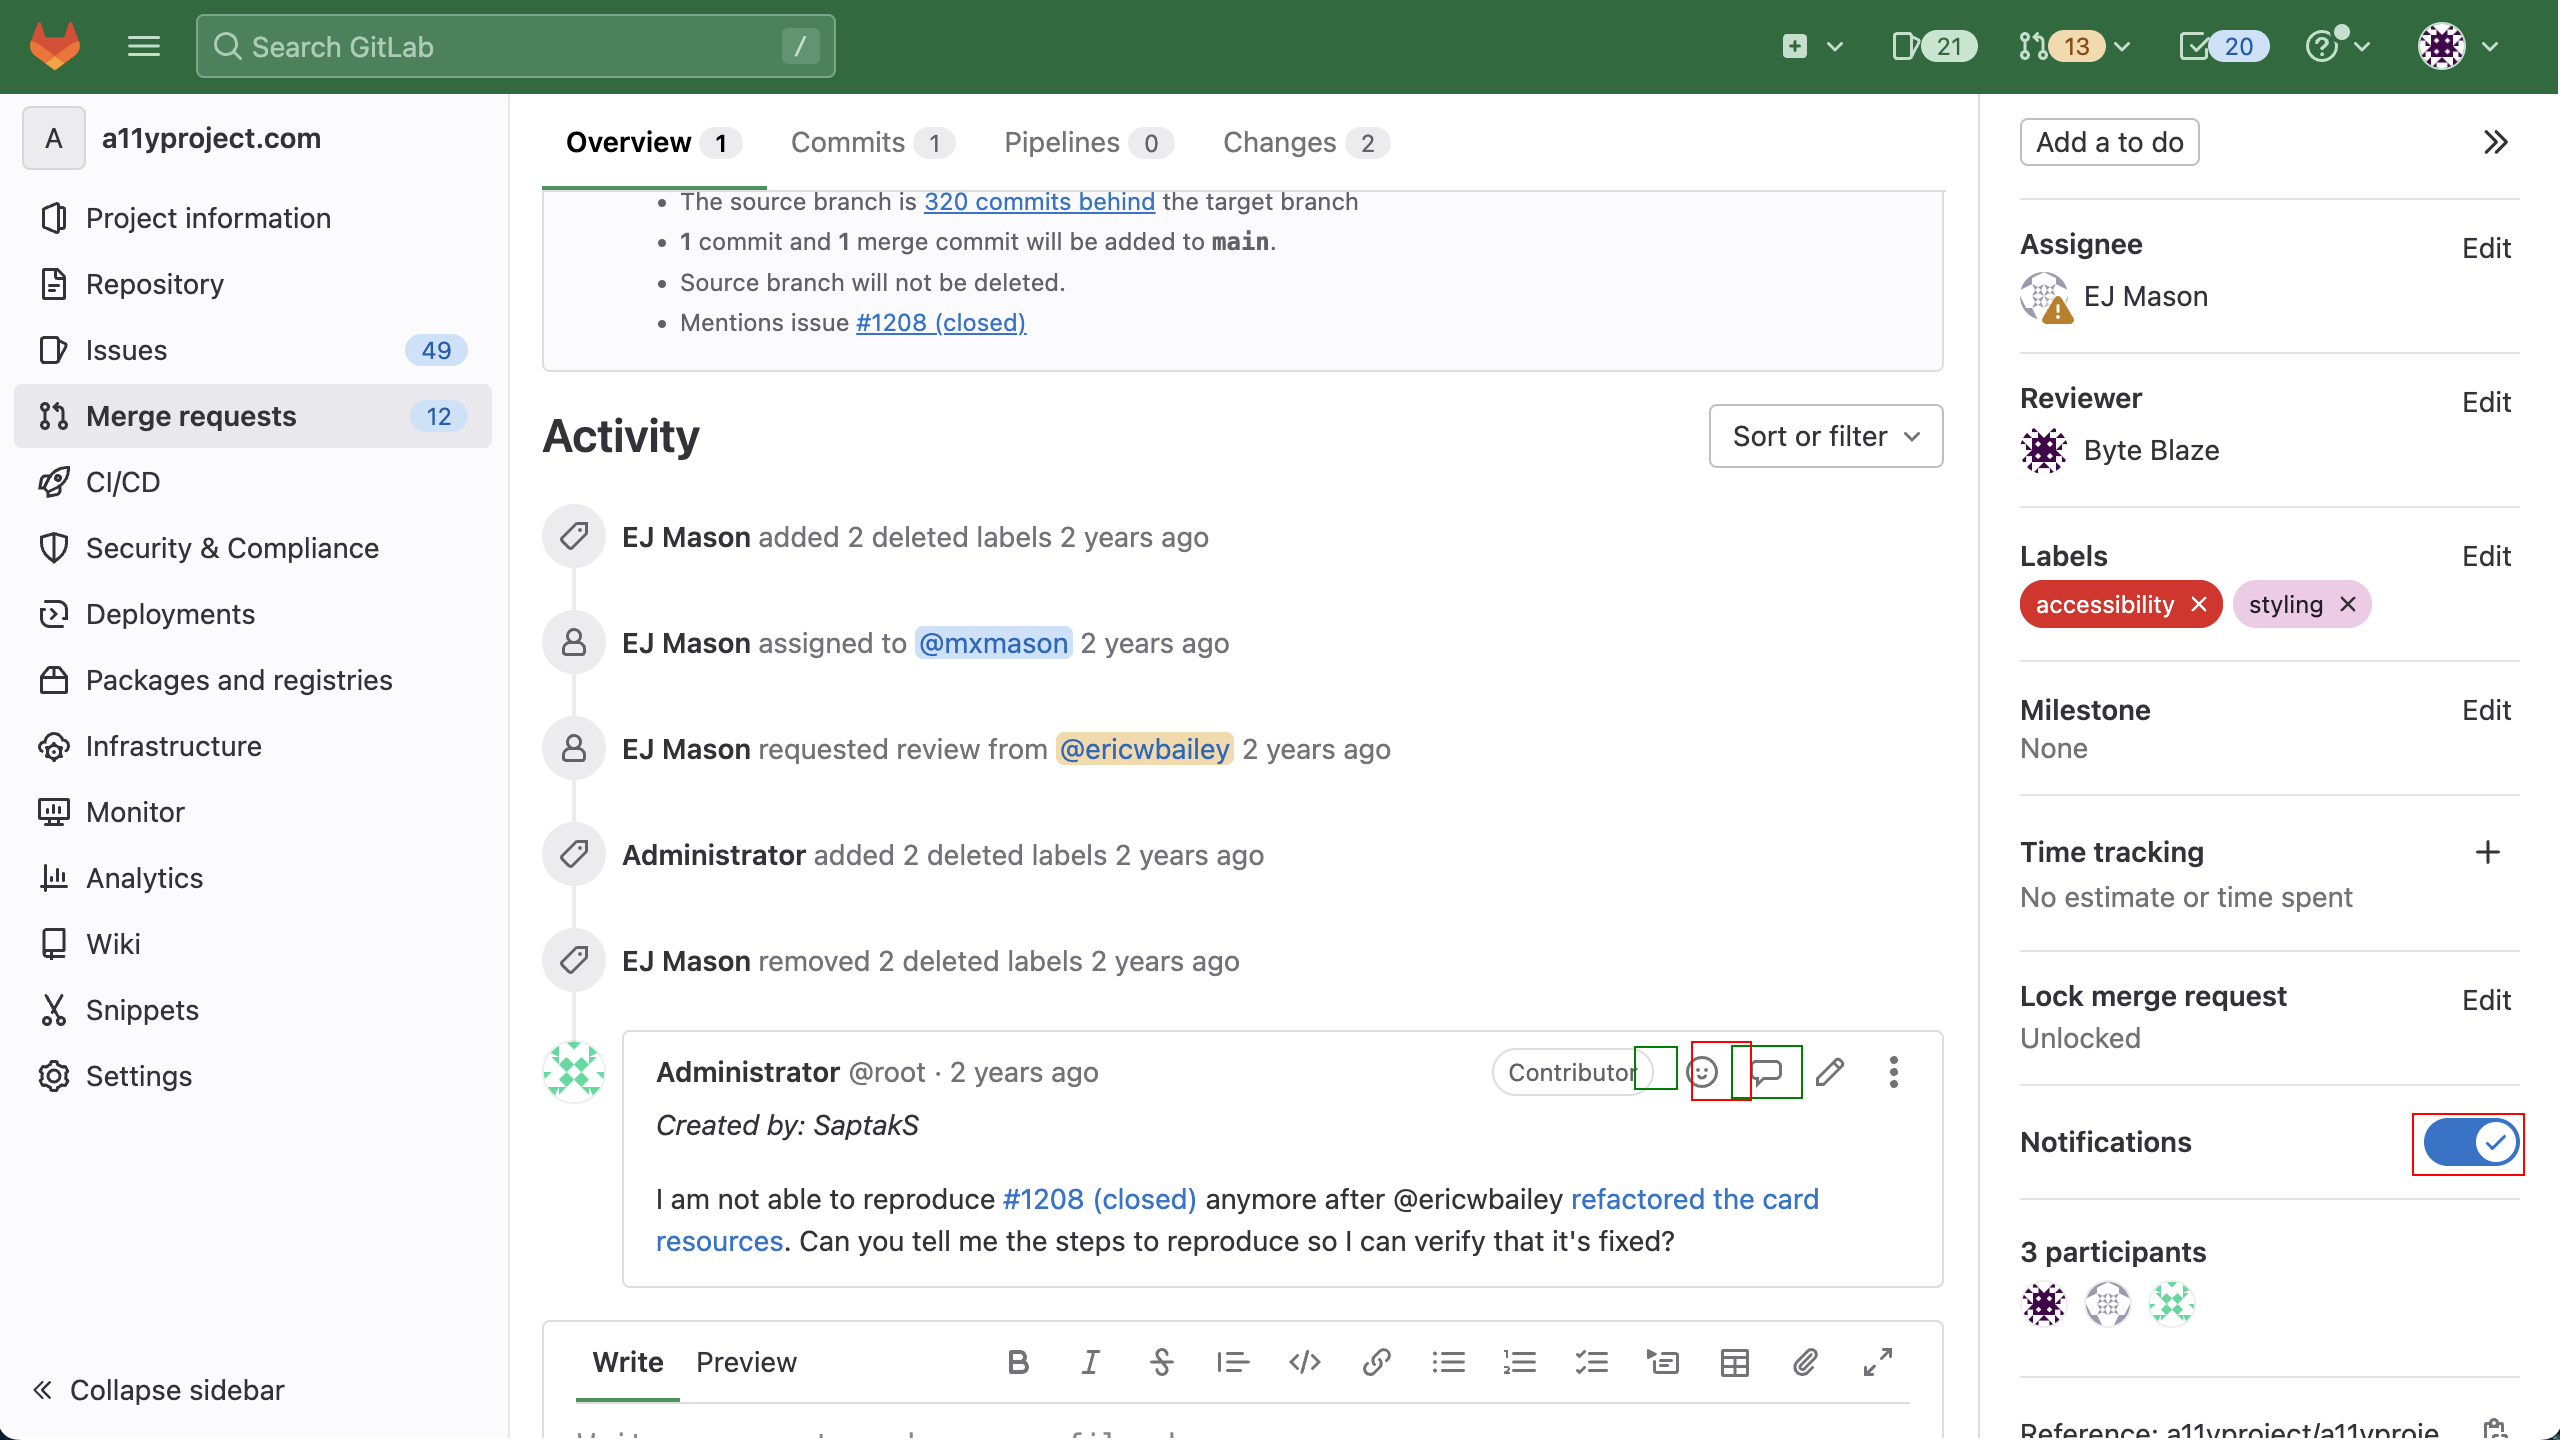 Search GitLab /
21
13
20
A a11yproject.com
Project information
Repository
Issues 49
Merge requests 12
CI/CD
Security & Compliance
Deployments
Packages and registries
Infrastructure
Monitor
Analytics
Wiki
Snippets
Settings
Collapse sidebar
Overview 1 Commits 1 Pipelines 0 Changes 2
The source branch is 320 commits behind the target branch
1 commit and 1 merge commit will be added to main.
Source branch will not be deleted.
Mentions issue #1208 (closed)
Activity
Sort or filter
EJ Mason added 2 deleted labels 2 years ago
EJ Mason assigned to @mxmason 2 years ago
EJ Mason requested review from @ericwbailey 2 years ago
Administrator added 2 deleted labels 2 years ago
EJ Mason removed 2 deleted labels 2 years ago
Administrator @root · 2 years ago Contributor
Created by: SaptakS
I am not able to reproduce #1208 (closed) anymore after @ericwbailey refactored the card
resources. Can you tell me the steps to reproduce so I can verify that it's fixed?
Write Preview
Add a to do
Assignee Edit
EJ Mason
Reviewer Edit
Byte Blaze
Labels Edit
accessibility styling
Milestone Edit
None
Time tracking
No estimate or time spent
Lock merge request Edit
Unlocked
Notifications
3 participants
Reference: a11yproject/a11yproje